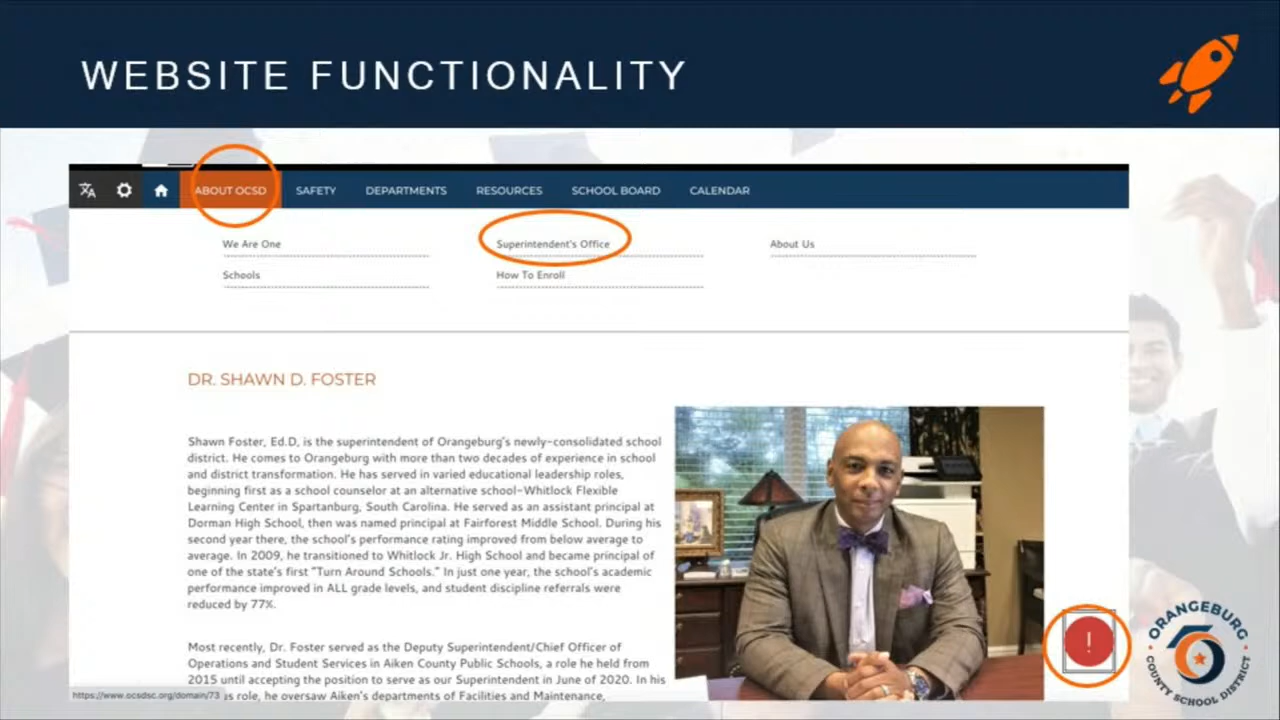 WEBSITE FUNCTIONALITY
ABOUT OCSD SAFETY DEPARTMENTS RESOURCES SCHOOL BOARD CALENDAR
We Are One Superintendent's Office About Us
Schools How To Enroll
DR. SHAWN D. FOSTER
Shawn Foster, Ed.D, is the superintendent of Orangeburg's newly-consolidated school
district. He comes to Orangeburg with more than two decades of experience in school
and district transformation. He has served in varied educational leadership roles,
beginning first as a school counselor at an alternative school-Whitlock Flexible
Learning Center in Spartanburg, South Carolina. He served as an assistant principal at
Dorman High School, then was named principal at Fairforest Middle School. During his
second year there, the school's performance rating improved from below average to
average. In 2009, he transitioned to Whitlock Jr. High School and became principal of
one of the state's first "Turn Around Schools." In just one year, the school's academic
performance improved in ALL grade levels, and student discipline referrals were
reduced by 77%.
Most recently, Dr. Foster served as the Deputy Superintendent/Chief Officer of
Operations and Student Services in Aiken County Public Schools, a role he held from
2015 until accepting the position to serve as our Superintendent in June of 2020. In his
https://www.ocsdsc.org/domain/73 as role, he oversaw Aiken's departments of Facilities and Maintenance,
!
ORANGEBURG
COUNTY SCHOOL DISTRICT